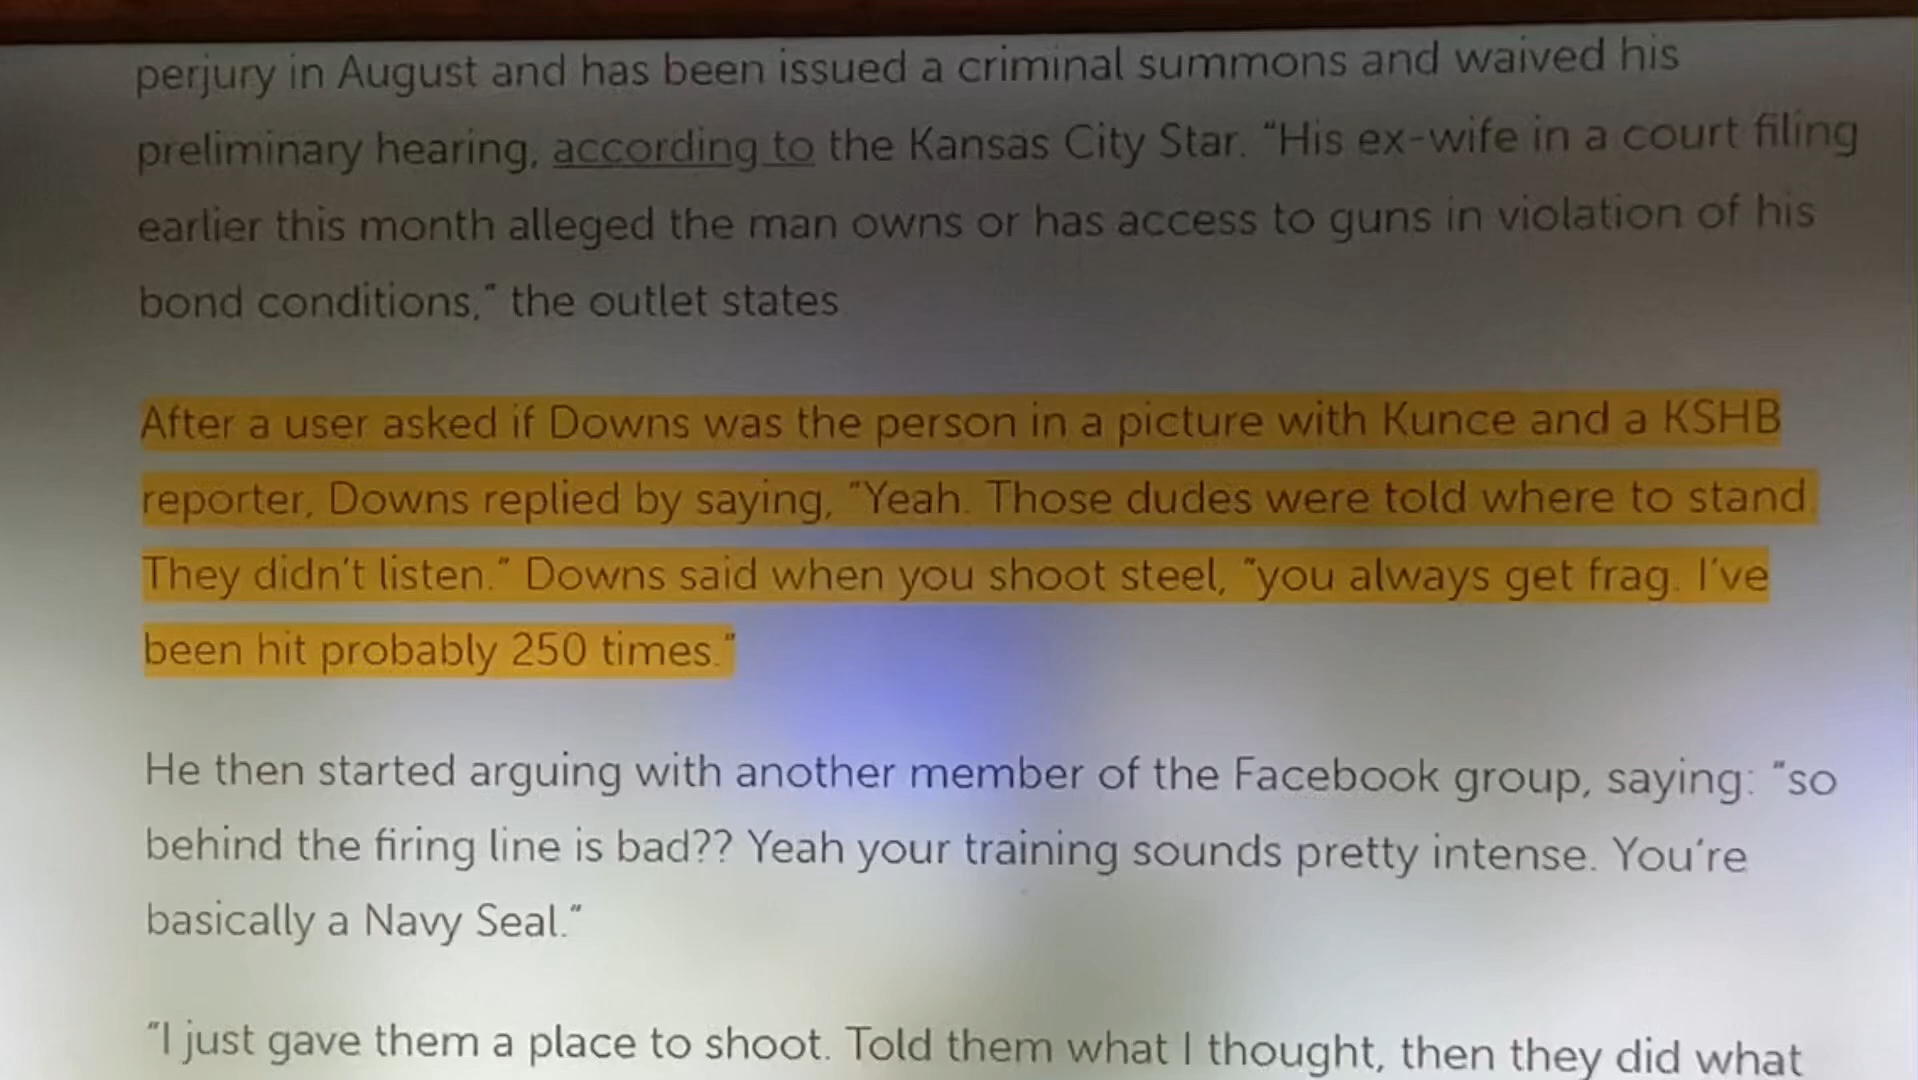 perjury in August and has been issued a criminal summons and waived his
preliminary hearing, according to the Kansas City Star. "His ex-wife in a court filing
earlier this month alleged the man owns or has access to guns in violation of his
bond conditions," the outlet states
After a user asked if Downs was the person in a picture with Kunce and a KSHB
reporter, Downs replied by saying, "Yeah. Those dudes were told where to stand.
They didn't listen." Downs said when you shoot steel, "you always get frag. I've
been hit probably 250 times."
He then started arguing with another member of the Facebook group, saying: "so
behind the firing line is bad?? Yeah your training sounds pretty intense. You're
basically a Navy Seal."
"I just gave them a place to shoot. Told them what I thought, then they did what